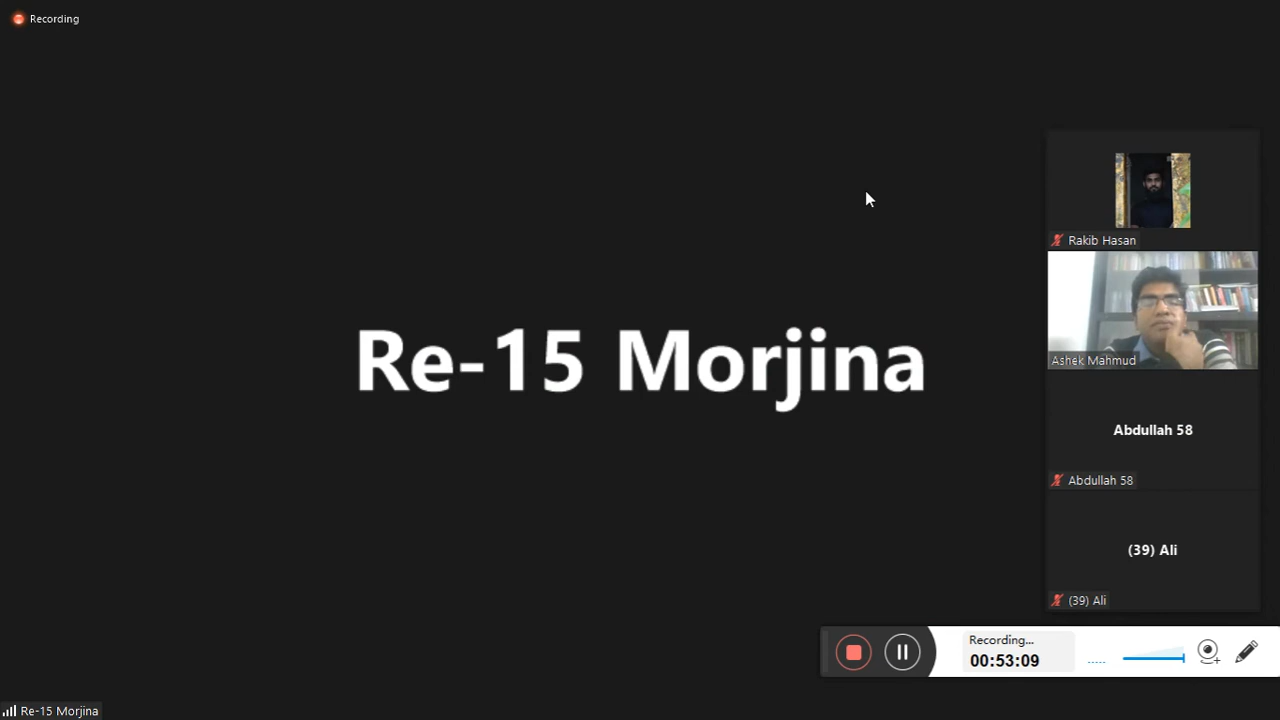 Recording
Re-15 Morjina
Rakib Hasan
Ashek Mahmud
Abdullah 58
Abdullah 58
(39) Ali
(39) Ali
Recording...
00:53:09
Re-15 Morjina